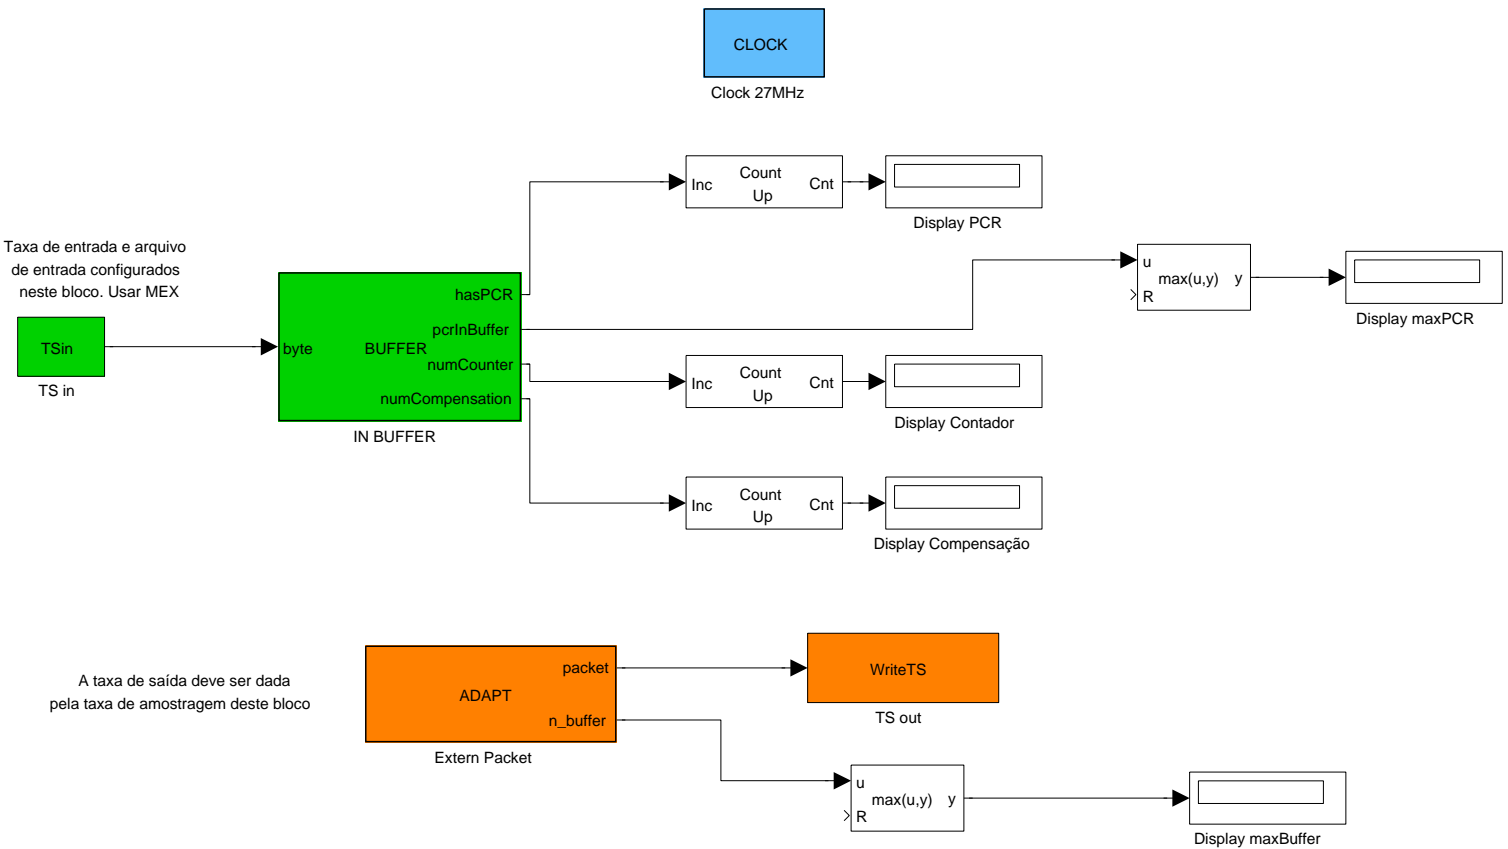 CLOCK
Clock 27MHz
Inc
Count
Up
Cnt
Display PCR
Taxa de entrada e arquivo
de entrada configurados
neste bloco. Usar MEX
TSin
TS in
byte
BUFFER
hasPCR
pcrInBuffer
numCounter
numCompensation
IN BUFFER
u
R
max(u,y)
y
Display maxPCR
Inc
Count
Up
Cnt
Display Contador
Inc
Count
Up
Cnt
Display Compensação
A taxa de saída deve ser dada
pela taxa de amostragem deste bloco
ADAPT
packet
n_buffer
Extern Packet
WriteTS
TS out
u
R
max(u,y)
y
Display maxBuffer